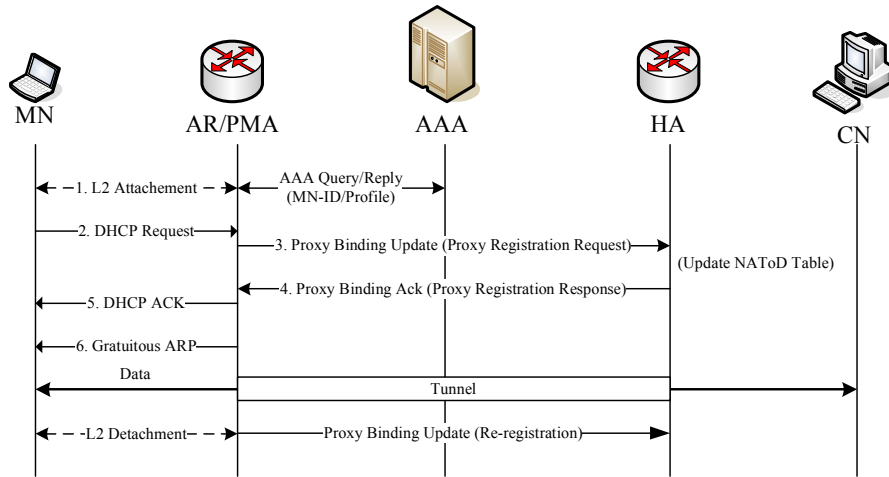 MN
AR/PMA
AAA
HA
CN
1. L2 Attachement
AAA Query/Reply
(MN-ID/Profile)
2. DHCP Request
3. Proxy Binding Update (Proxy Registration Request)
(Update NAToD Table)
4. Proxy Binding Ack (Proxy Registration Response)
5. DHCP ACK
6. Gratuitous ARP
Data
Tunnel
L2 Detachment
Proxy Binding Update (Re-registration)